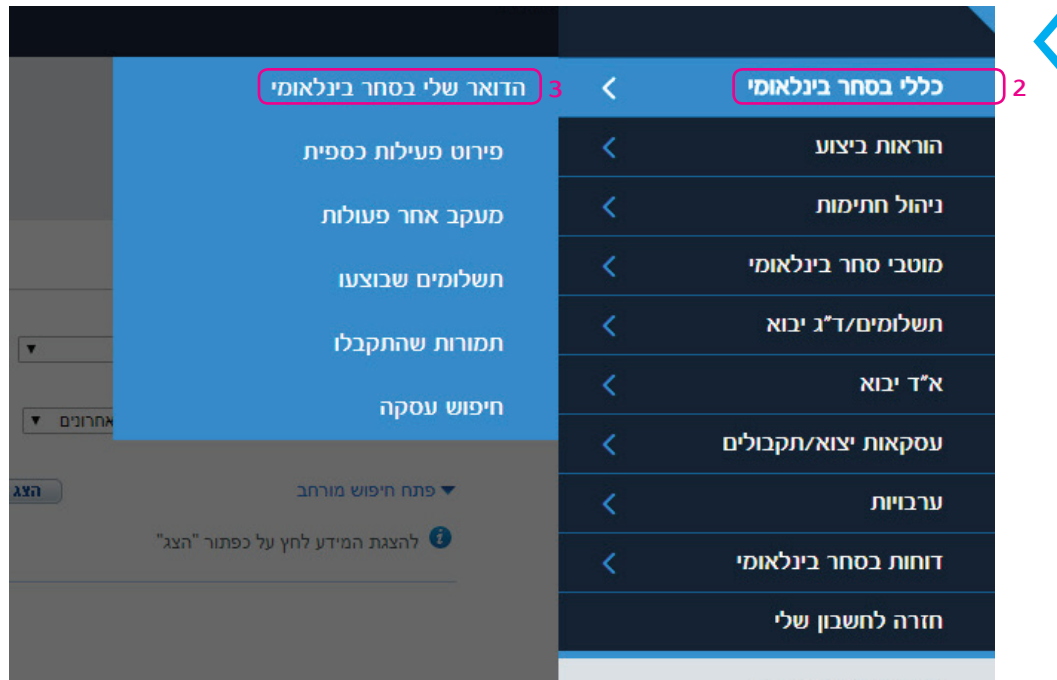 כללי בסחר בינלאומי
2
הוראות ביצוע
ניהול חתימות
מוטבי סחר בינלאומי
תשלומים/ד״ג יבוא
א״ד יבוא
עסקאות יצוא/תקבולים
ערבויות
דוחות בסחר בינלאומי
חזרה לחשבון שלי
3
הדואר שלי בסחר בינלאומי
פירוט פעילות כספית
מעקב אחר פעולות
תשלומים שבוצעו
תמורות שהתקבלו
חיפוש עסקה
אחרונים
פתח חיפוש מורחב
הצג
להצגת המידע לחץ על כפתור "הצג"